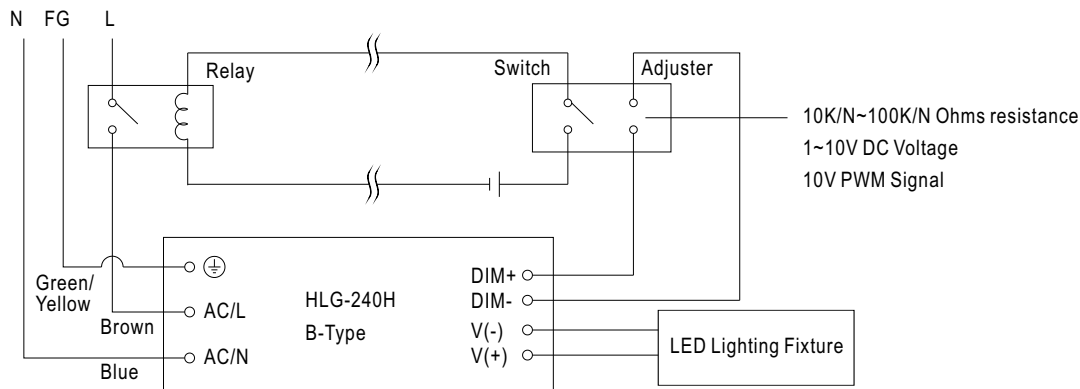 N FG L
Relay
Switch
Adjuster
10K/N~100K/N Ohms resistance
1~10V DC Voltage
10V PWM Signal
Green/
Yellow
Brown
Blue
AC/L
AC/N
HLG-240H
B-Type
DIM+
DIM-
V(-)
V(+)
LED Lighting Fixture